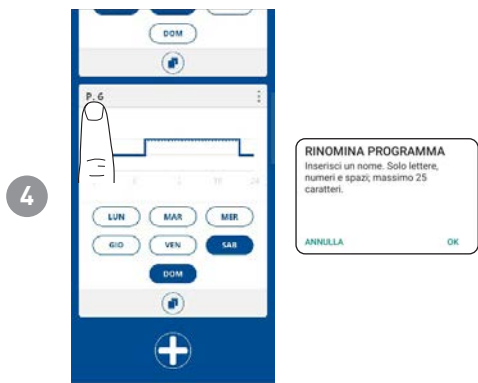 4
DOM
P. 6
LUN MAR MER
GIO VEN SAB
DOM
RINOMINA PROGRAMMA
Inserisci un nome. Solo lettere,
numeri e spazi; massimo 25
caratteri.
ANNULLA OK